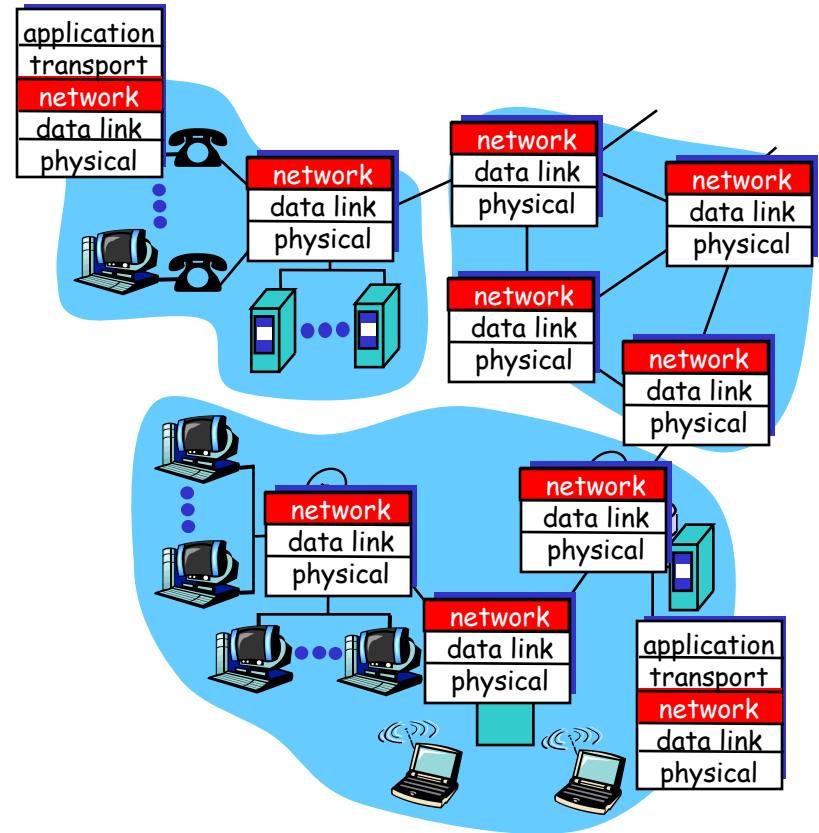 application
transport
network
data link
physical
network
data link
physical
network
data link
physical
network
data link
physical
network
data link
physical
network
data link
physical
network
data link
physical
network
data link
physical
network
data link
physical
application
transport
network
data link
physical